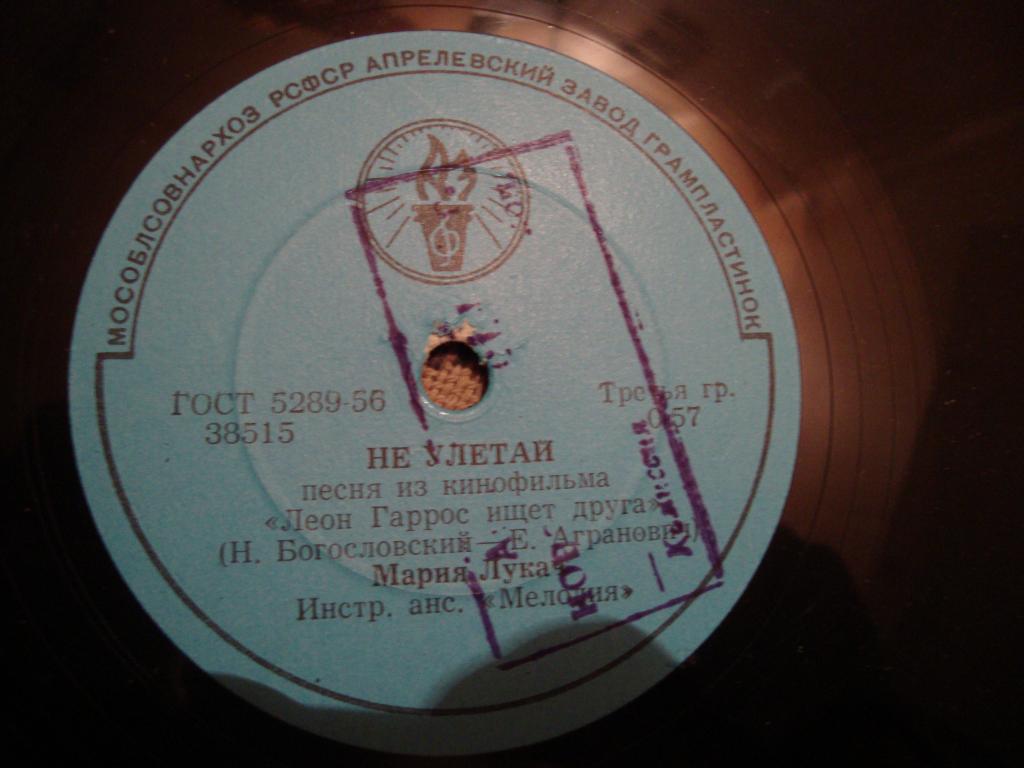 МОСОБЛСОВНАРХОЗ РСФСР АПРЕЛЕВСКИЙ ЗАВОД ГРАМПЛАСТИНОК
ГОСТ 5289-56
38515
Третья гр.
0-57
НЕ УЛЕТАЙ
песня из кинофильма
«Леон Гаррос ищет друга»
(Н. Богословский — Е. Агранович)
Мария Лукач
Инстр. анс. «Мелодия»